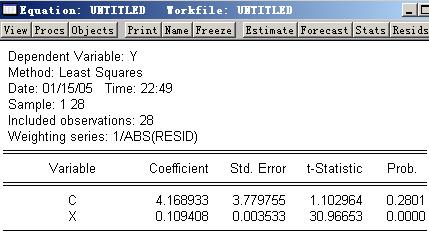 Equation: UNTITLED Workfile: UNTITLED
View Procs Objects Print Name Freeze Estimate Forecast Stats Resids
Dependent Variable: Y
Method: Least Squares
Date: 01/15/05 Time: 22:49
Sample: 1 28
Included observations: 28
Weighting series: 1/ABS(RESID)
Variable Coefficient Std. Error t-Statistic Prob.
C 4.168933 3.779755 1.102964 0.2801
X 0.109408 0.003533 30.96653 0.0000